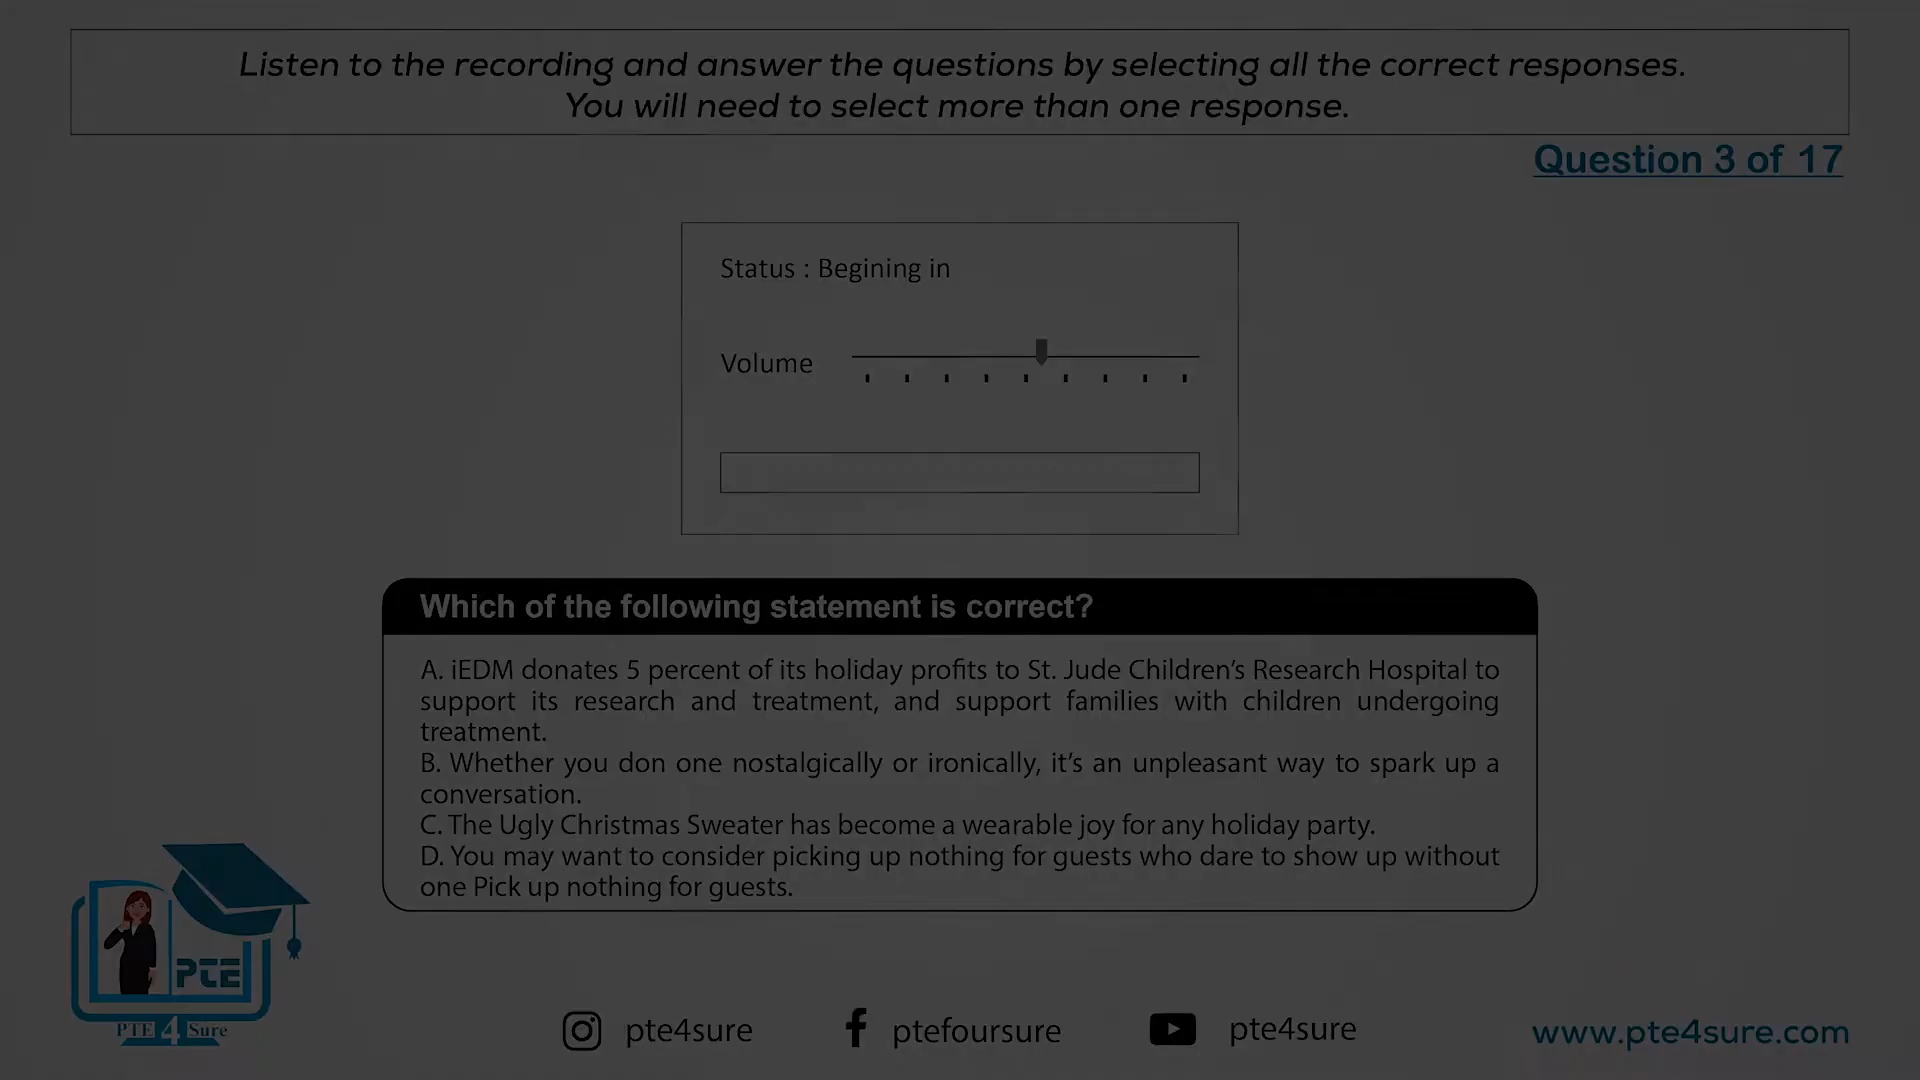 Listen to the recording and answer the questions by selecting all the correct responses.
You will need to select more than one response.
Question 3 of 17
Status : Begining in
Volume
Which of the following statement is correct?
A. iEDM donates 5 percent of its holiday profits to St. Jude Children’s Research Hospital to
support its research and treatment, and support families with children undergoing
treatment.
B. Whether you don one nostalgically or ironically, it’s an unpleasant way to spark up a
conversation.
C. The Ugly Christmas Sweater has become a wearable joy for any holiday party.
D. You may want to consider picking up nothing for guests who dare to show up without
one Pick up nothing for guests.
PTE
PTE 4 Sure
pte4sure
ptefoursure
pte4sure
www.pte4sure.com